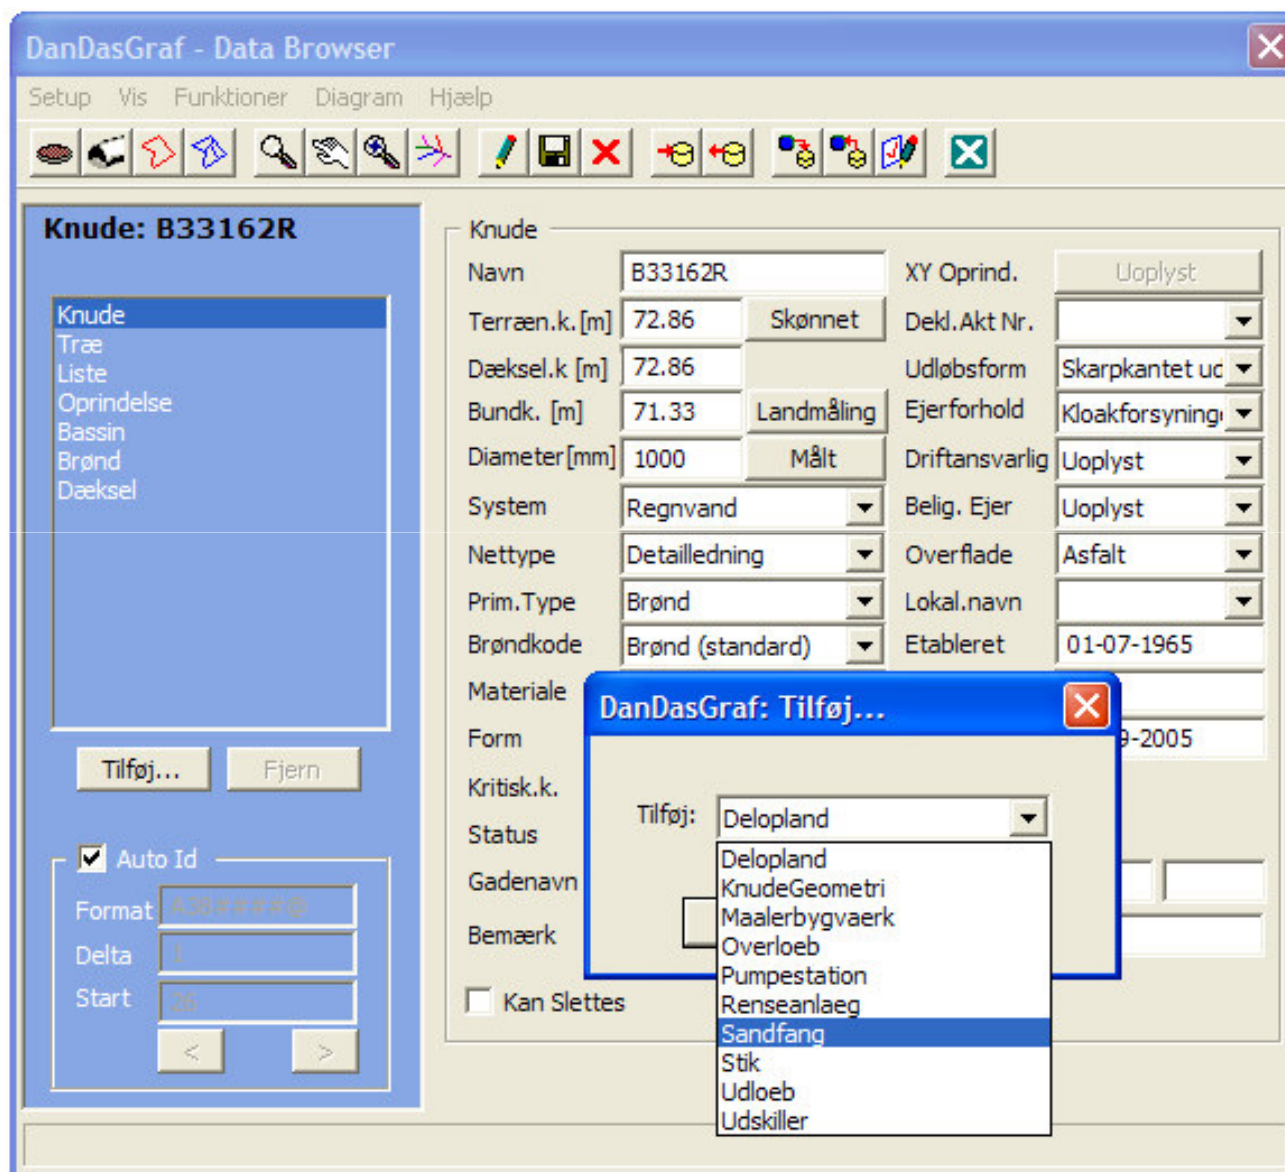 DanDasGraf - Data Browser
Setup Vis Funktioner Diagram Hjælp
Knude: B33162R
Knude
Træ
Liste
Oprindelse
Bassin
Brønd
Dæksel
Tilføj... Fjern
Auto Id
Format A38####@
Delta 1
Start 26
< >
Knude
Navn B33162R XY Oprind. Uoplyst
Terræn.k.[m] 72.86 Skønnet Dekl.Akt Nr.
Dæksel.k [m] 72.86 Udløbsform Skarpkantet ud
Bundk. [m] 71.33 Landmåling Ejerforhold Kloakforsyning
Diameter[mm] 1000 Målt Driftansvarlig Uoplyst
System Regnvand Belig. Ejer Uoplyst
Nettype Detailledning Overflade Asfalt
Prim.Type Brønd Lokal.navn
Brøndkode Brønd (standard) Etableret 01-07-1965
Materiale
Form 9-2005
Kritisk.k.
Status
Gadenavn
Bemærk
Kan Slettes
DanDasGraf: Tilføj...
Tilføj: Delopland
Delopland
KnudeGeometri
Maalerbygvaerk
Overloeb
Pumpestation
Renseanlaeg
Sandfang
Stik
Udloeb
Udskiller